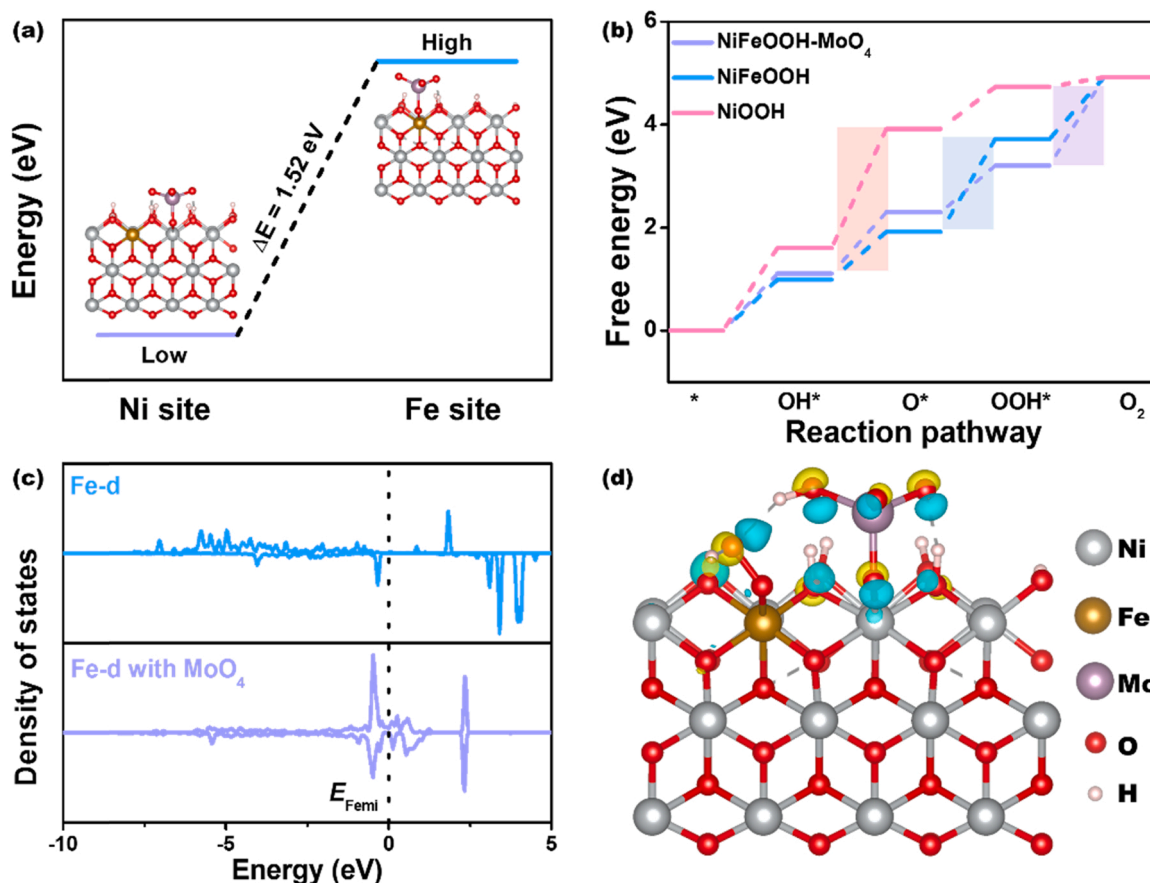 (a)
High
Energy (eV)
ΔE = 1.52 eV
Low
Ni site
Fe site
(b)
NiFeOOH-MoO₄
NiFeOOH
NiOOH
Free energy (eV)
6
4
2
0
*
OH*
O*
OOH*
O₂
Reaction pathway
(c)
Fe-d
Fe-d with MoO₄
Density of states
E_Femi
-10
-5
0
5
Energy (eV)
(d)
Ni
Fe
Mo
O
H